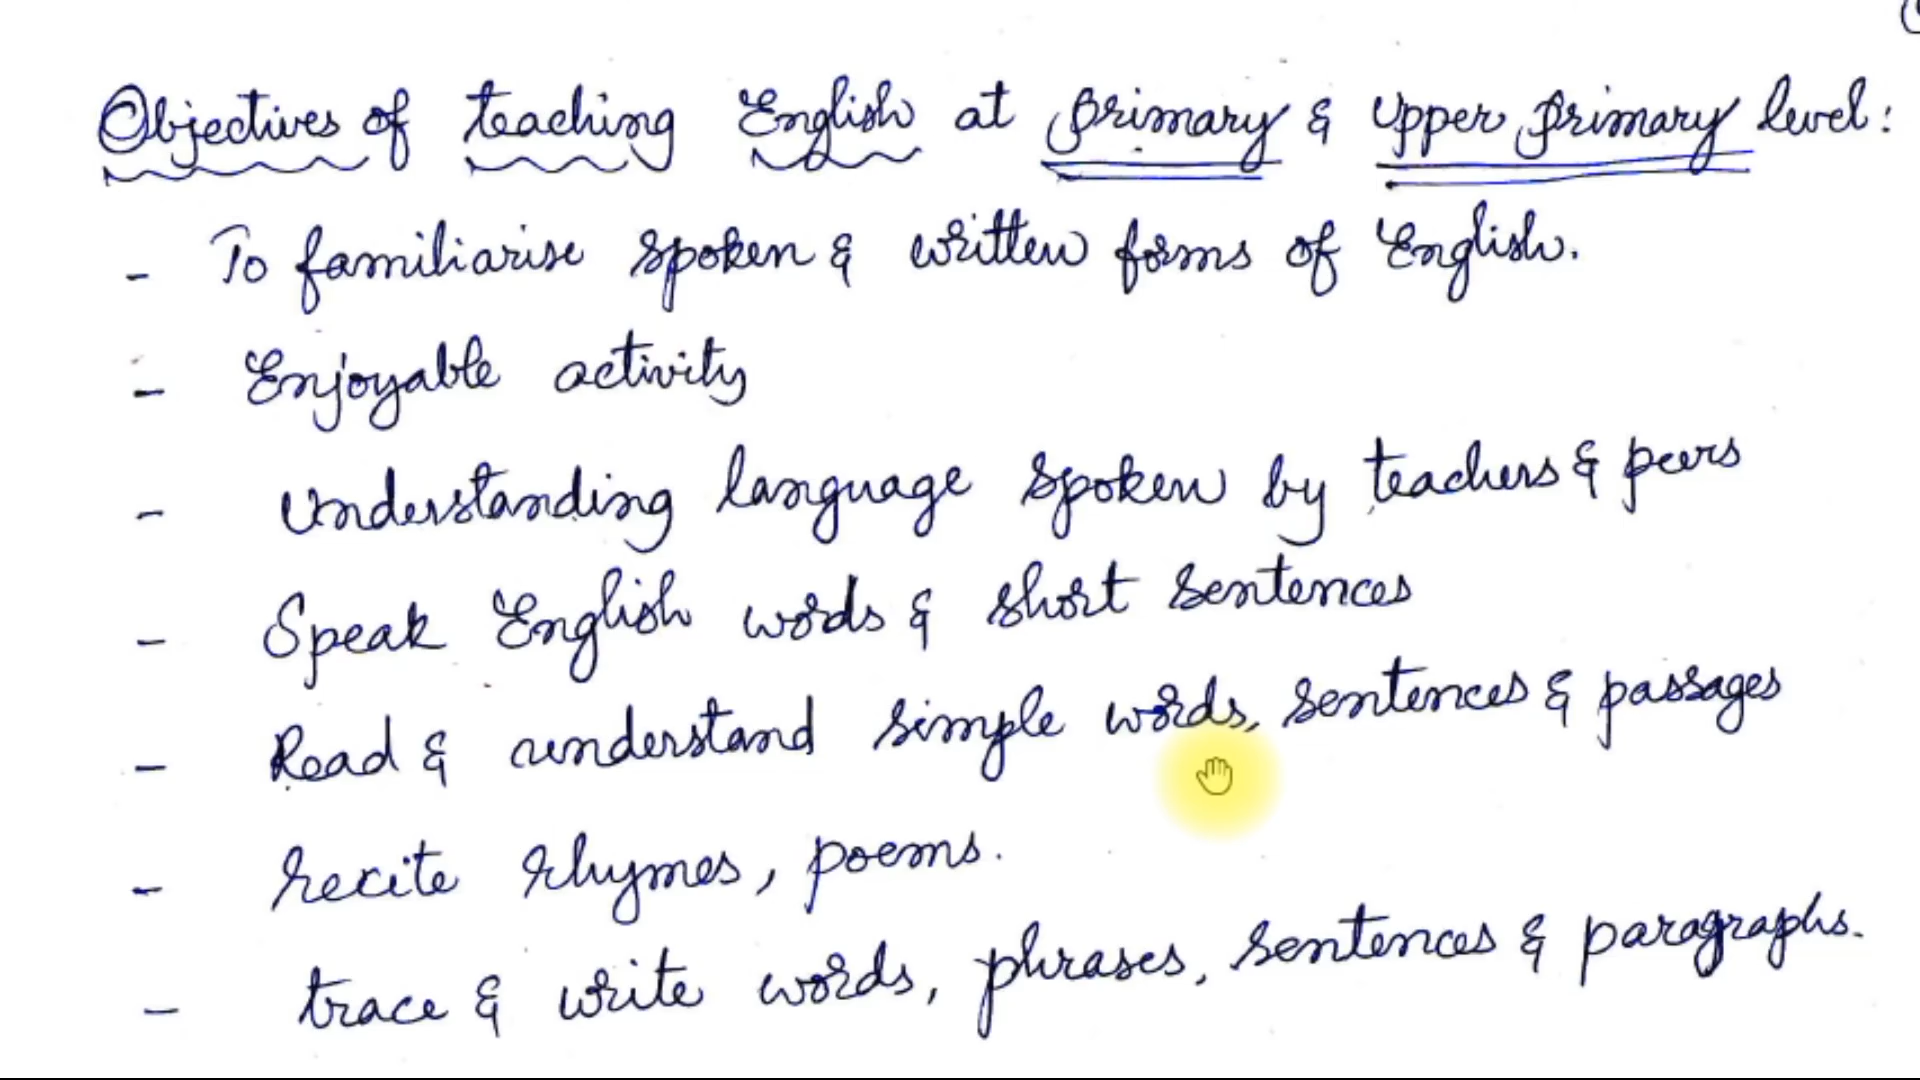 Objectives of teaching English at primary & upper primary level:
- To familiarise spoken & written forms of English.
- Enjoyable activity
- Understanding language spoken by teachers & peers
- Speak English words & short sentences
- Read & understand simple words, sentences & passages
- recite rhymes, poems.
- trace & write words, phrases, sentences & paragraphs.